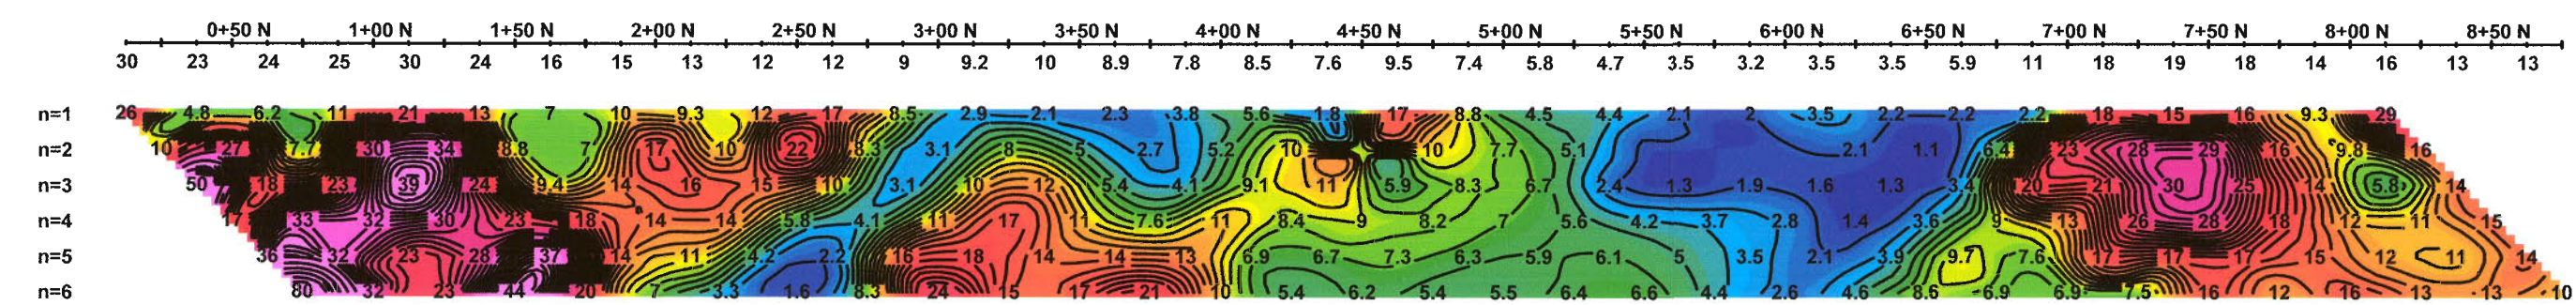 0+50 N 1+00 N 1+50 N 2+00 N 2+50 N 3+00 N 3+50 N 4+00 N 4+50 N 5+00 N 5+50 N 6+00 N 6+50 N 7+00 N 7+50 N 8+00 N 8+50 N
30 23 24 25 30 24 16 15 13 12 12 9 9.2 10 8.9 7.8 8.5 7.6 9.5 7.4 5.8 4.7 3.5 3.2 3.5 3.5 5.9 11 18 19 18 14 16 13 13
n=1 26 4.8 6.2 11 21 13 7 10 9.3 12 17 8.5 2.9 2.1 2.3 3.8 5.6 1.8 17 8.8 4.5 4.4 2.1 2 3.5 2.2 2.2 2.2 18 15 16 9.3 29
n=2 10 27 7.7 30 34 8.8 7 17 10 22 8.3 3.1 8 5 2.7 5.2 10 10 7.7 5.1 2.1 1.1 6.4 23 28 29 16 9.8 16
n=3 50 18 23 39 24 9.4 14 16 15 10 3.1 10 12 5.4 4.1 9.1 11 5.9 8.3 6.7 2.4 1.3 1.9 1.6 1.3 3.4 20 21 30 25 14 5.8 14
n=4 17 33 32 30 23 18 14 14 5.8 4.1 11 17 11 7.6 11 8.4 9 8.2 7 5.6 4.2 3.7 2.8 1.4 3.6 9 13 26 28 18 12 11 15
n=5 36 32 23 28 37 14 11 4.2 2.2 16 18 14 14 13 6.9 6.7 7.3 6.3 5.9 6.1 5 3.5 2.1 3.9 9.7 7.6 17 17 17 15 12 11 14
n=6 80 32 23 44 20 7 3.3 1.6 8.3 24 15 17 21 10 5.4 6.2 5.4 5.5 6.4 6.6 4.4 2.6 4.6 8.6 6.9 6.9 7.5 16 12 16 13 13 10